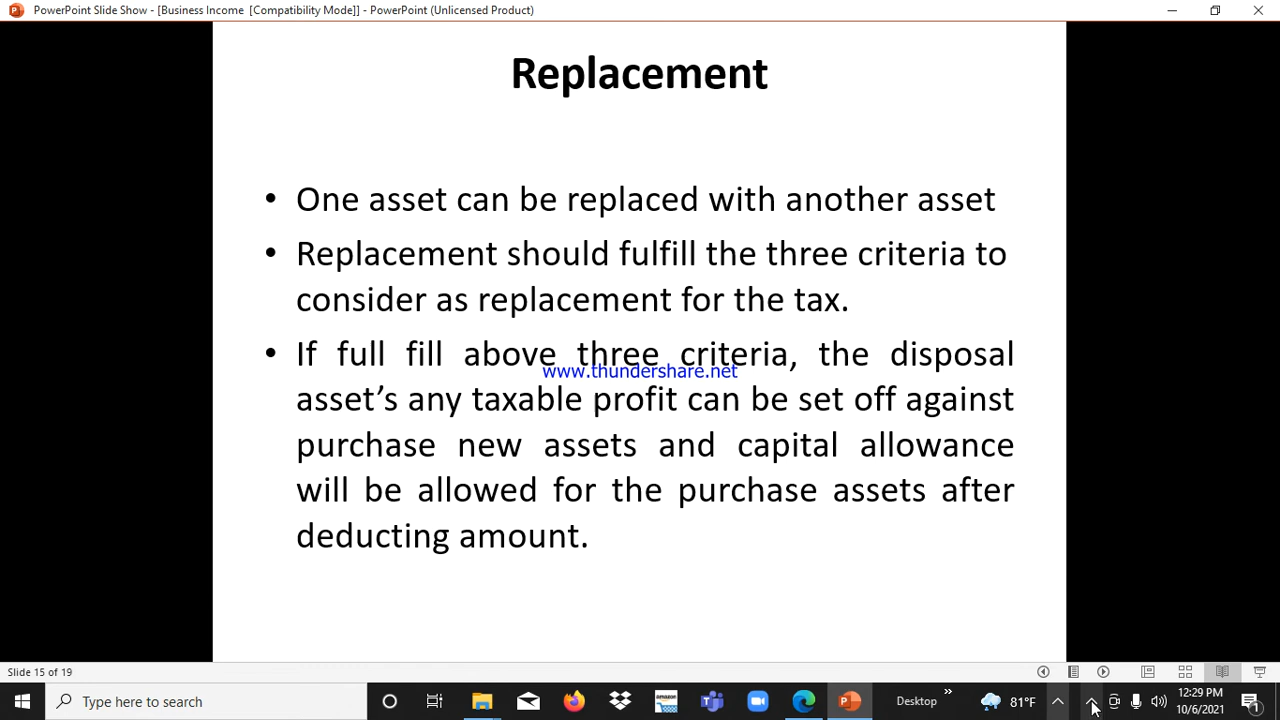 PowerPoint Slide Show - [Business Income [Compatibility Mode]] - PowerPoint (Unlicensed Product)
Replacement
• One asset can be replaced with another asset
• Replacement should fulfill the three criteria to
consider as replacement for the tax.
• If full fill above three criteria, the disposal
www.thundershare.net
asset’s any taxable profit can be set off against
purchase new assets and capital allowance
will be allowed for the purchase assets after
deducting amount.
Slide 15 of 19
Type here to search
amazon
Desktop
81°F
12:29 PM
10/6/2021
1